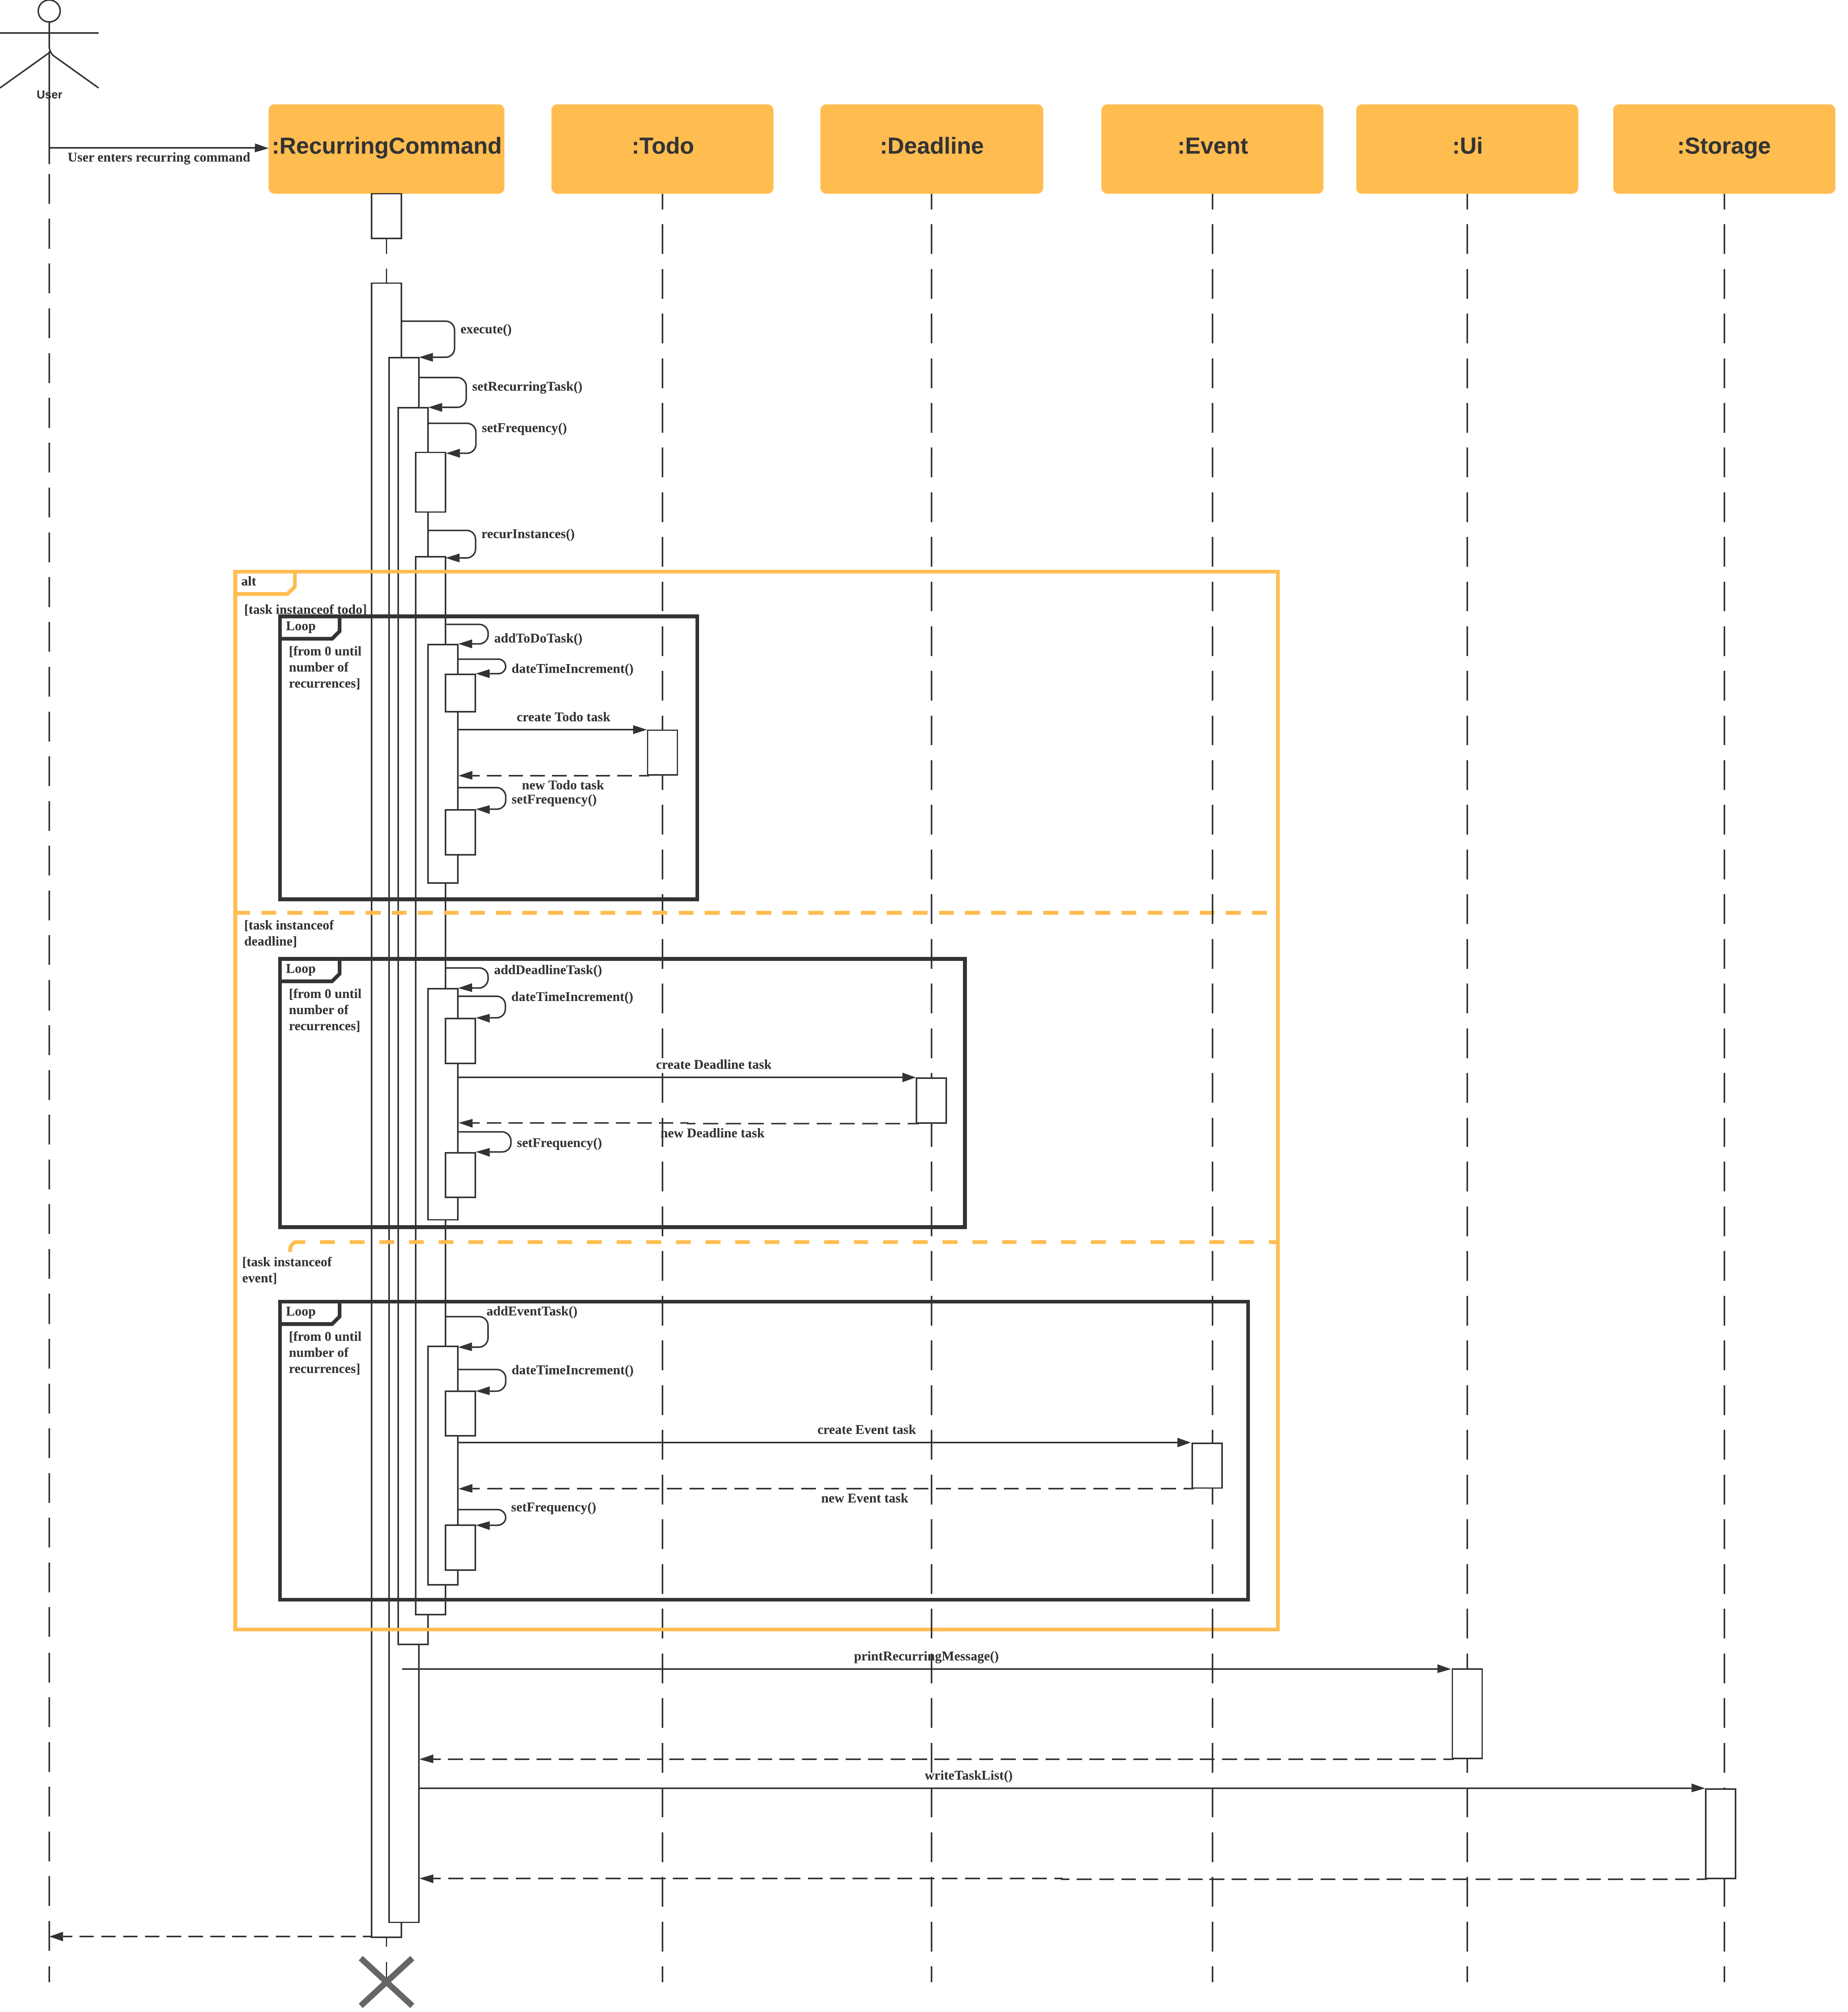 User
:RecurringCommand
:Todo
:Deadline
:Event
:Ui
:Storage
User enters recurring command
execute()
setRecurringTask()
setFrequency()
recurInstances()
alt
[task instanceof todo]
Loop
[from 0 until
number of
recurrences]
addToDoTask()
dateTimeIncrement()
create Todo task
new Todo task
setFrequency()
[task instanceof
deadline]
Loop
[from 0 until
number of
recurrences]
addDeadlineTask()
dateTimeIncrement()
create Deadline task
new Deadline task
setFrequency()
[task instanceof
event]
Loop
[from 0 until
number of
recurrences]
addEventTask()
dateTimeIncrement()
create Event task
new Event task
setFrequency()
printRecurringMessage()
writeTaskList()